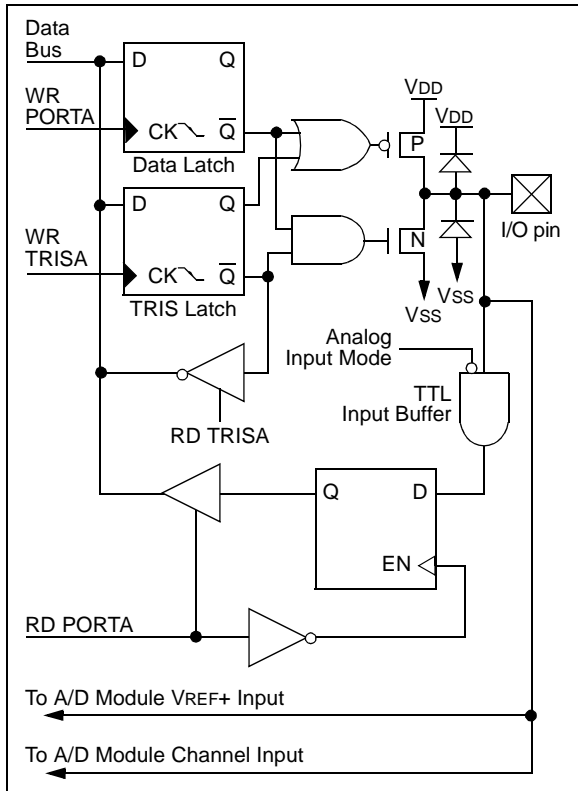 Data
Bus
D Q
VDD
WR
PORTA
VDD
CK Q
P
Data Latch
D Q
I/O pin
WR
TRISA
N
CK Q
VSS
TRIS Latch
VSS
Analog
Input Mode
TTL
Input Buffer
RD TRISA
Q D
EN
RD PORTA
To A/D Module VREF+ Input
To A/D Module Channel Input